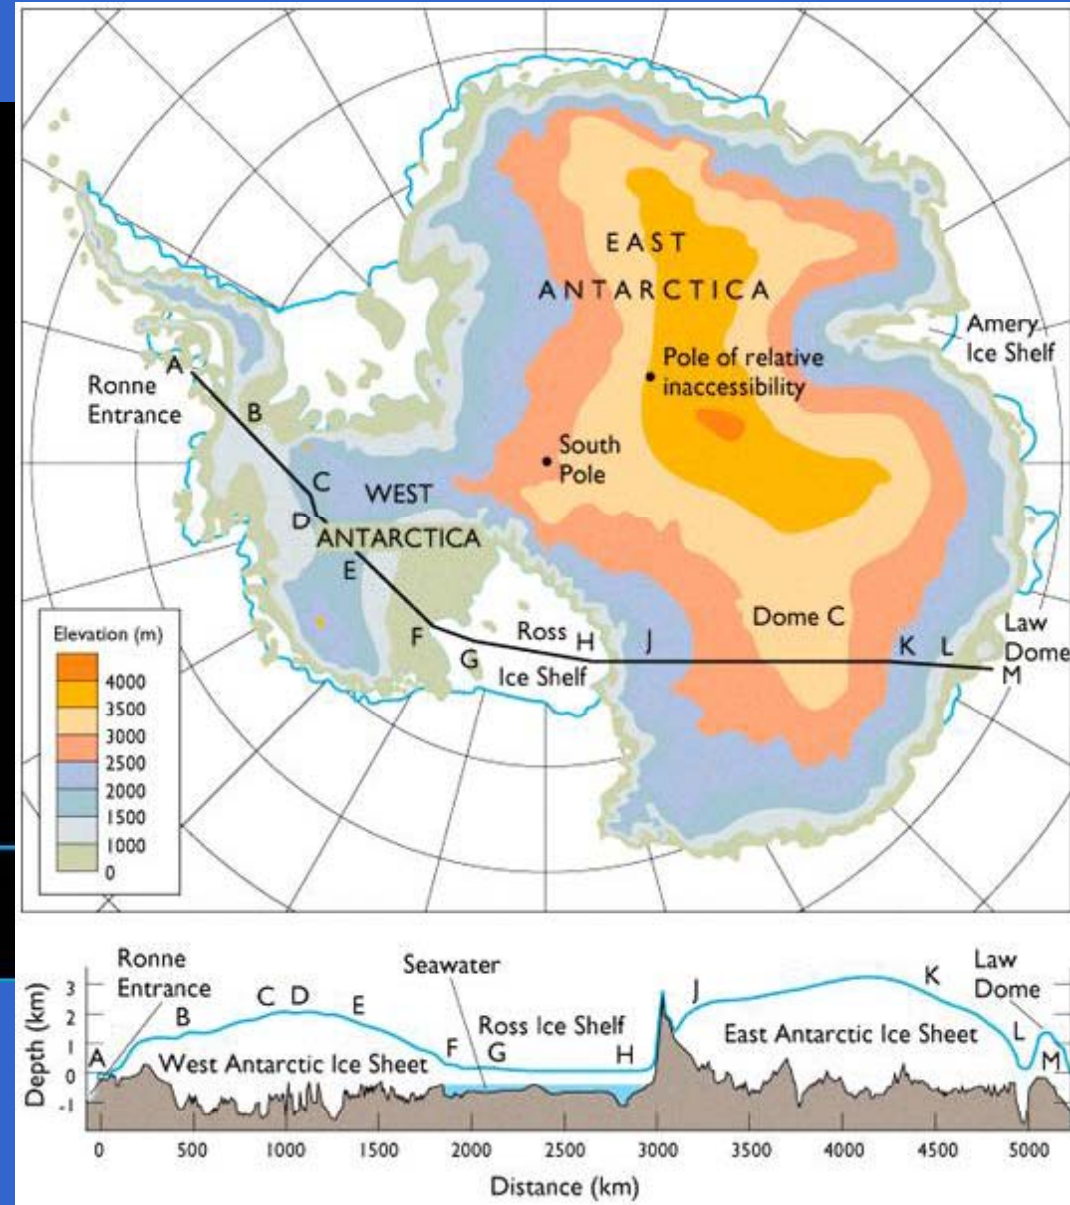 EAST
ANTARCTICA
Pole of relative
inaccessibility
Amery
Ice Shelf
A
Ronne
Entrance
B
South
Pole
C
WEST
D
ANTARCTICA
E
Dome C
Law
Dome
F
Ross
H
J
K
L
G
Ice Shelf
M
Elevation (m)
4000
3500
3000
2500
2000
1500
1000
0
Ronne
Entrance
Seawater
Law
Dome
Depth (km)
3
2
1
0
-1
A
B
C
D
E
F
G
Ross Ice Shelf
H
J
K
L
M
West Antarctic Ice Sheet
East Antarctic Ice Sheet
0
500
1000
1500
2000
2500
3000
3500
4000
4500
5000
Distance (km)